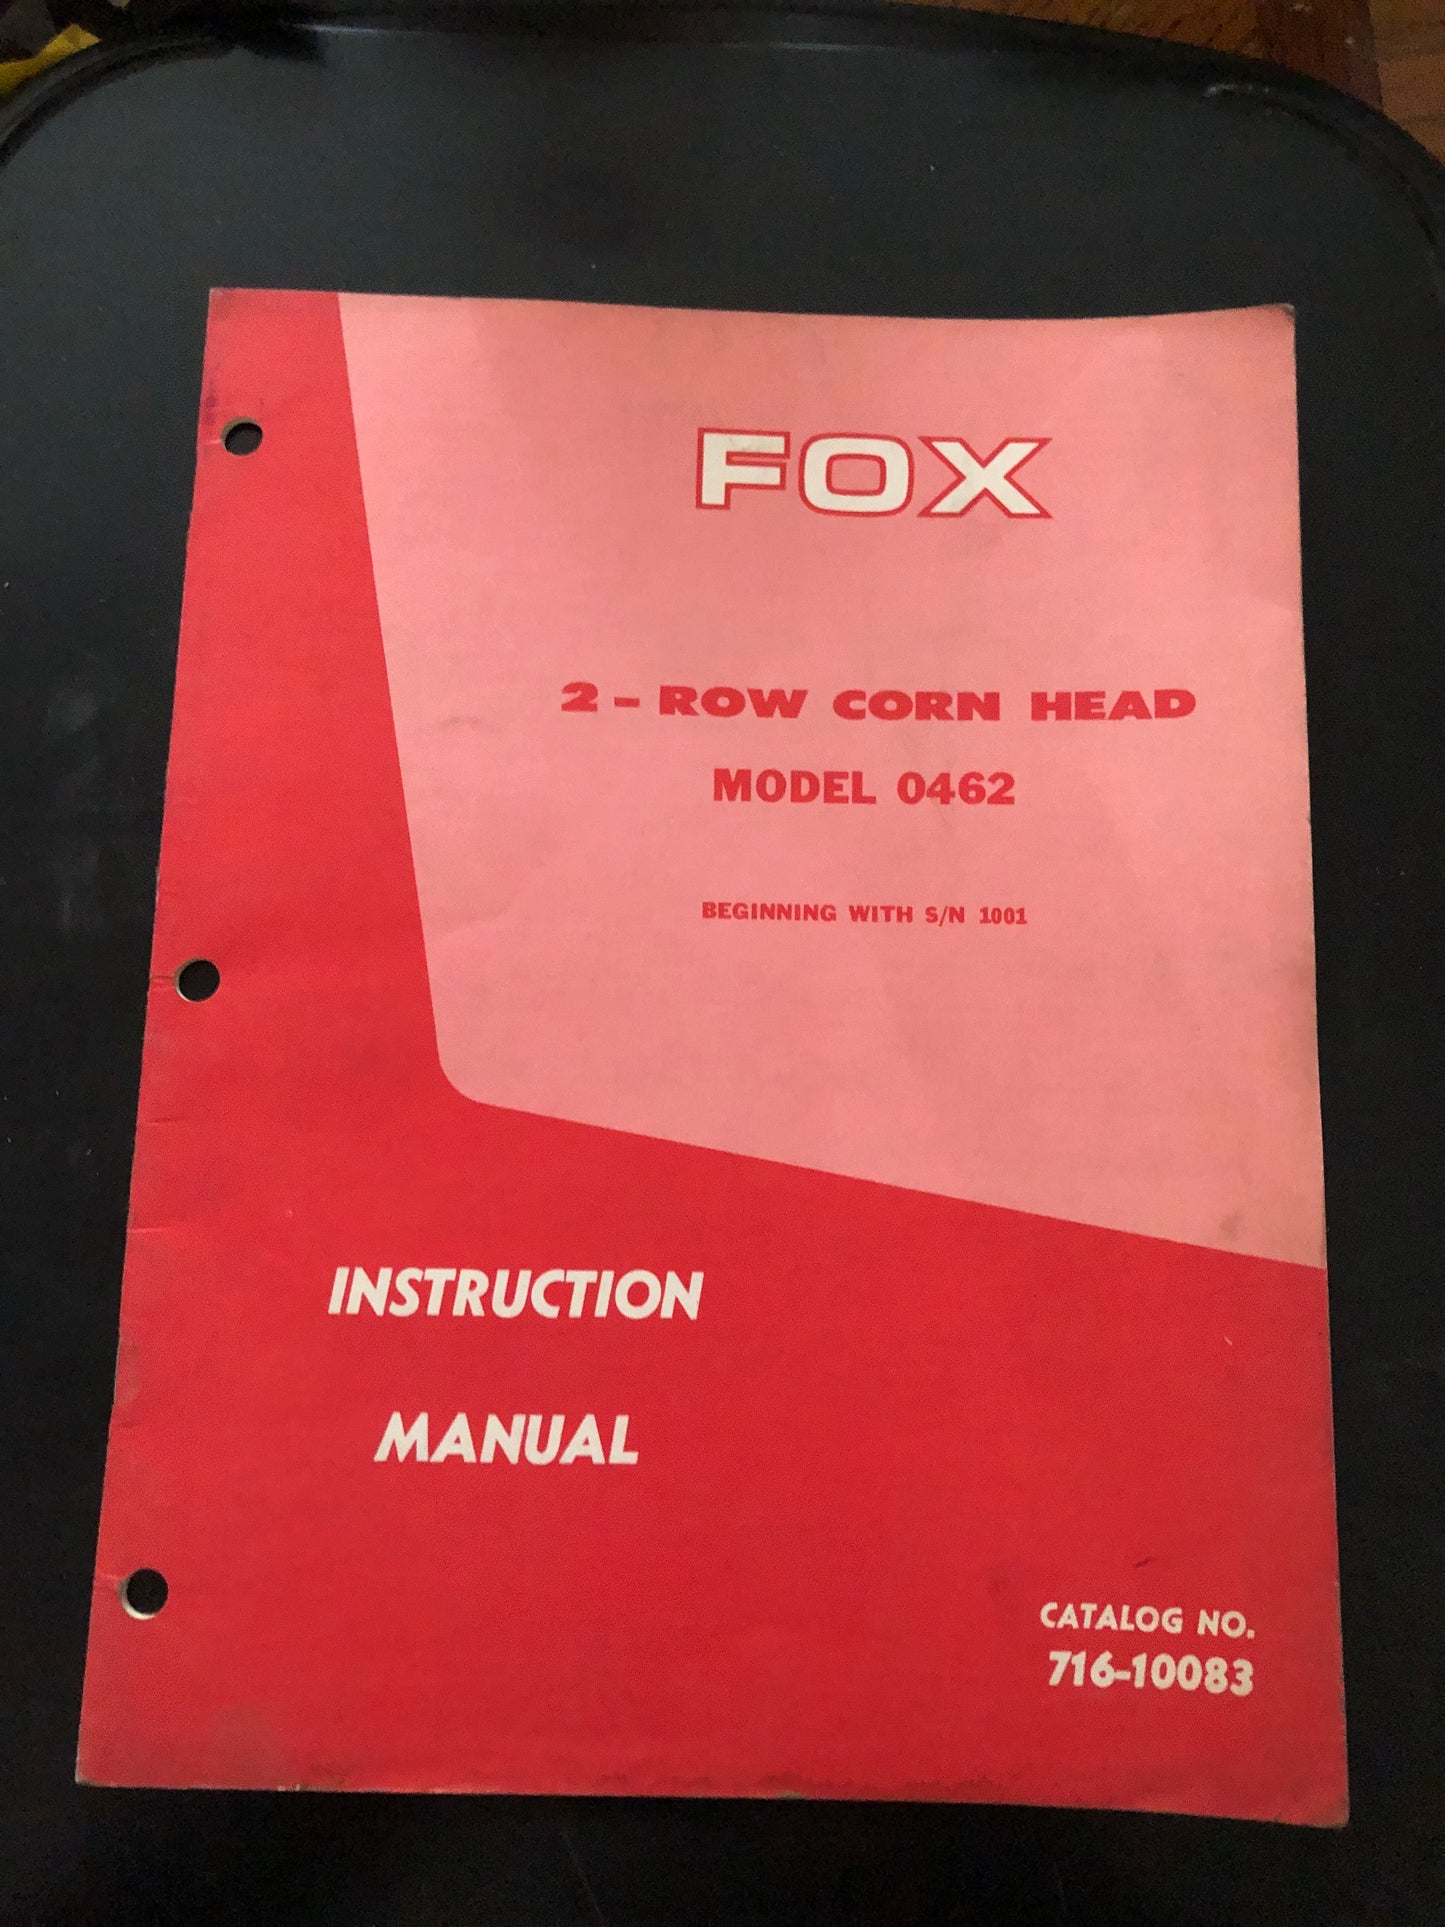 FOX
2-ROW CORN HEAD
MODEL 0462
BEGINNING WITH S/N 1001
INSTRUCTION
MANUAL
CATALOG NO.
716-10083